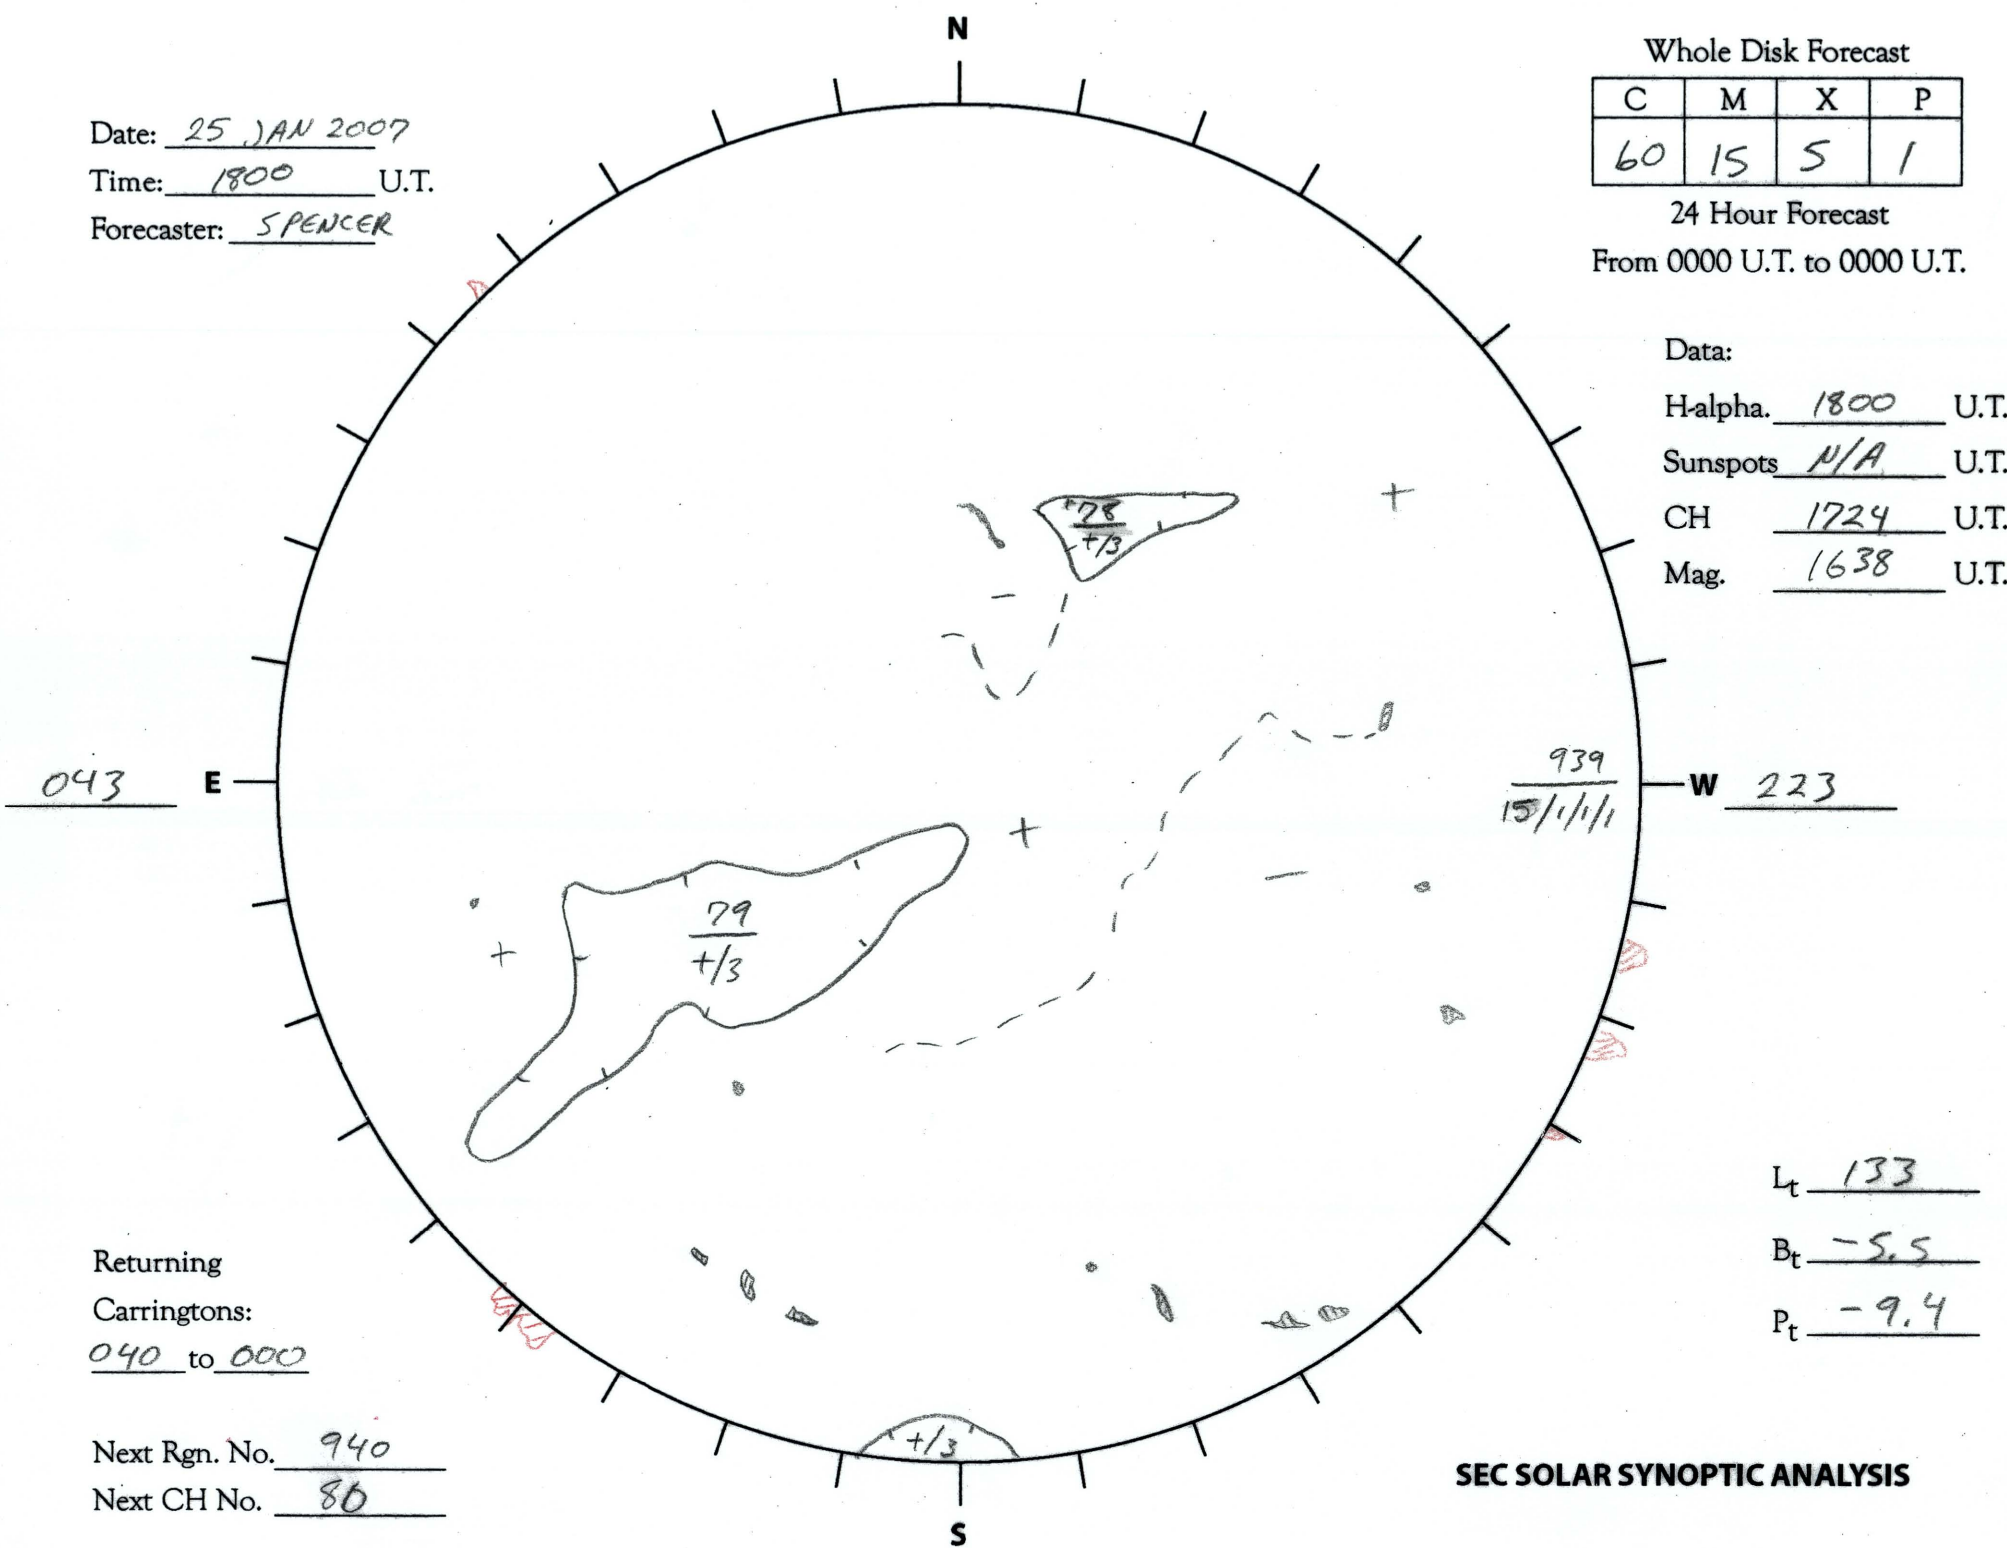 N
Whole Disk Forecast
C M X P
60 15 5 1
24 Hour Forecast
From 0000 U.T. to 0000 U.T.
Date: 25 JAN 2007
Time: 1800 U.T.
Forecaster: SPENCER
Data:
H-alpha. 1800 U.T.
Sunspots N/A U.T.
CH 1724 U.T.
Mag. 1638 U.T.
+
78
+/3
043 E
939
15/1/1/1
W 223
+
79
+/3
+
Lt 133
Bt -5.5
Pt -9.4
Returning
Carringtons:
040 to 000
Next Rgn. No. 940
Next CH No. 80
+/3
SEC SOLAR SYNOPTIC ANALYSIS
S